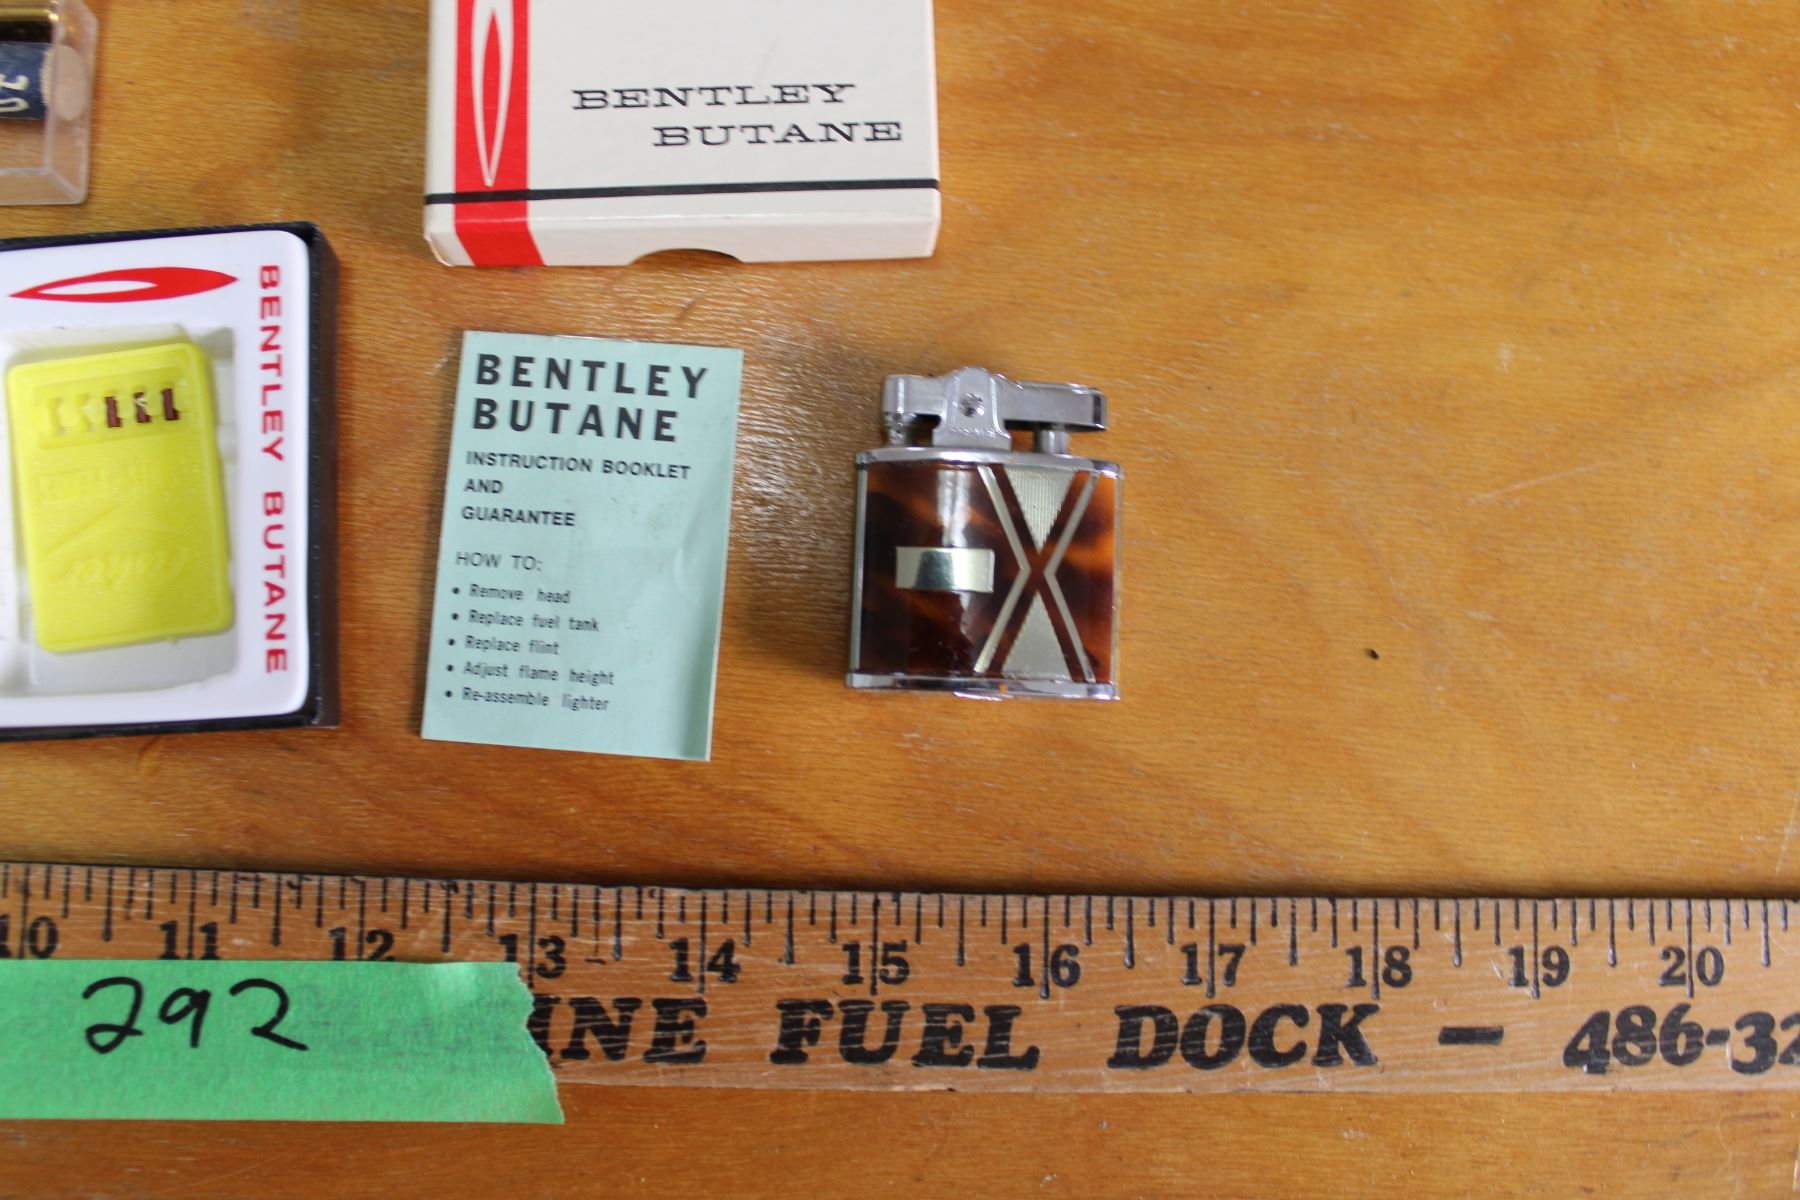 BENTLEY
BUTANE
BENTLEY BUTANE
BENTLEY
BUTANE
INSTRUCTION BOOKLET
AND
GUARANTEE
HOW TO:
• Remove head
• Replace fuel tank
• Replace flint
• Adjust flame height
• Re-assemble lighter
10 11 12 13 14 15 16 17 18 19 20
292
FUEL DOCK - 486-32